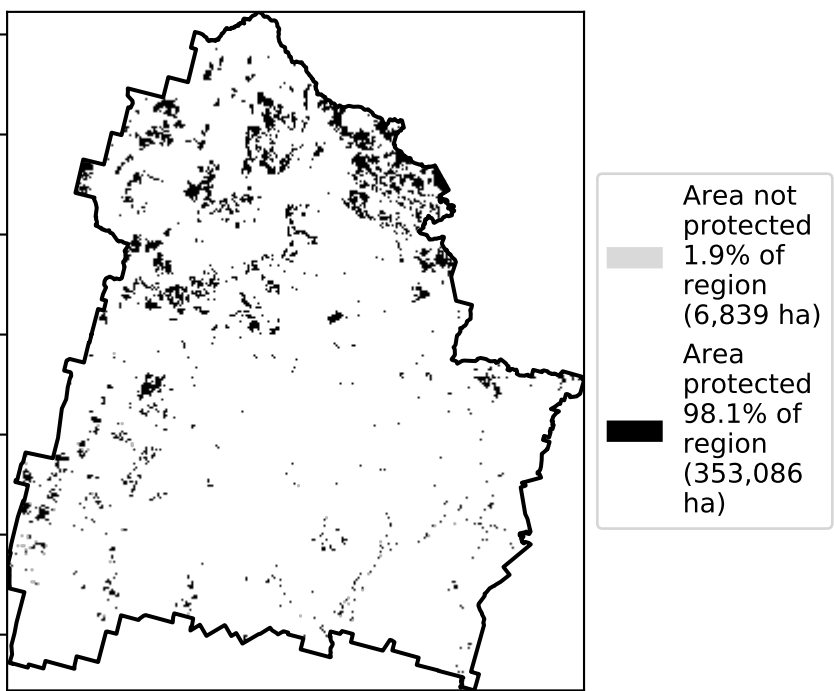 Area not
protected
1.9% of
region
(6,839 ha)
Area
protected
98.1% of
region
(353,086
ha)